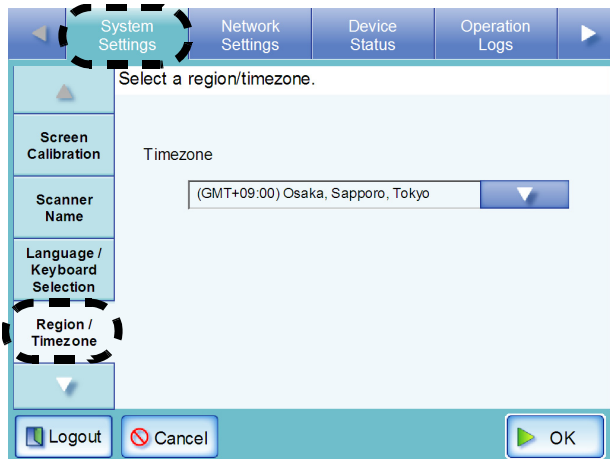 System
Settings
Network
Settings
Device
Status
Operation
Logs
Select a region/timezone.
Screen
Calibration
Scanner
Name
Language /
Keyboard
Selection
Region /
Timezone
Timezone
(GMT+09:00) Osaka, Sapporo, Tokyo
Logout
Cancel
OK